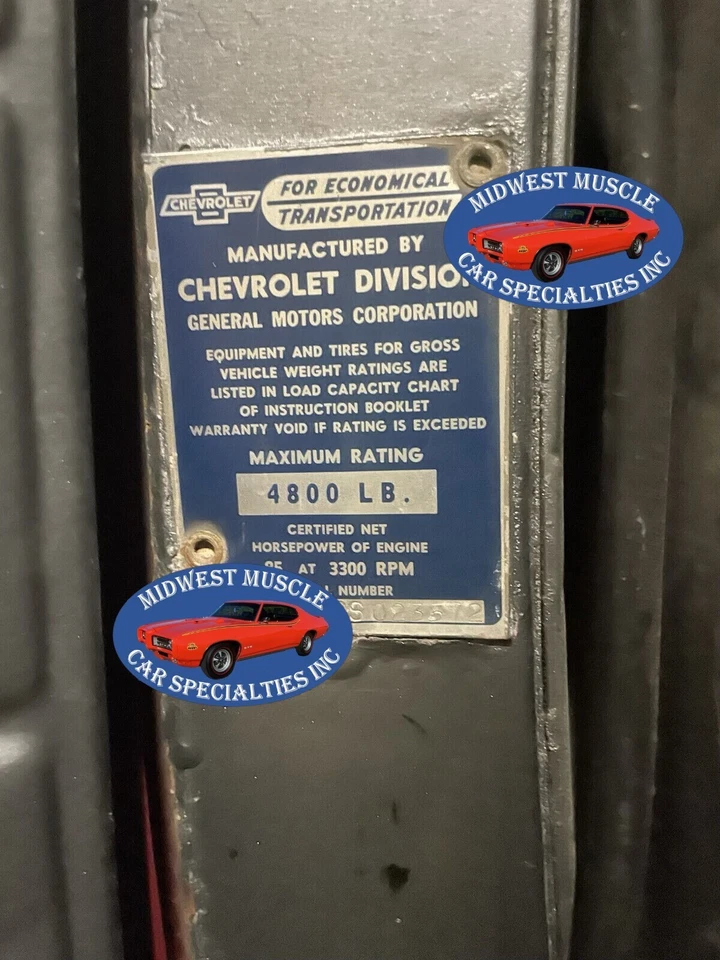 CHEVROLET
FOR ECONOMICAL
TRANSPORTATION
MANUFACTURED BY
CHEVROLET DIVISIO
GENERAL MOTORS CORPORATION
EQUIPMENT AND TIRES FOR GROSS
VEHICLE WEIGHT RATINGS ARE
LISTED IN LOAD CAPACITY CHART
OF INSTRUCTION BOOKLET
WARRANTY VOID IF RATING IS EXCEEDED
MAXIMUM RATING
4800 LB.
CERTIFIED NET
HORSEPOWER OF ENGINE
85 AT 3300 RPM
NUMBER
MIDWEST MUSCLE
CAR SPECIALTIES INC
MIDWEST MUSCLE
CAR SPECIALTIES INC